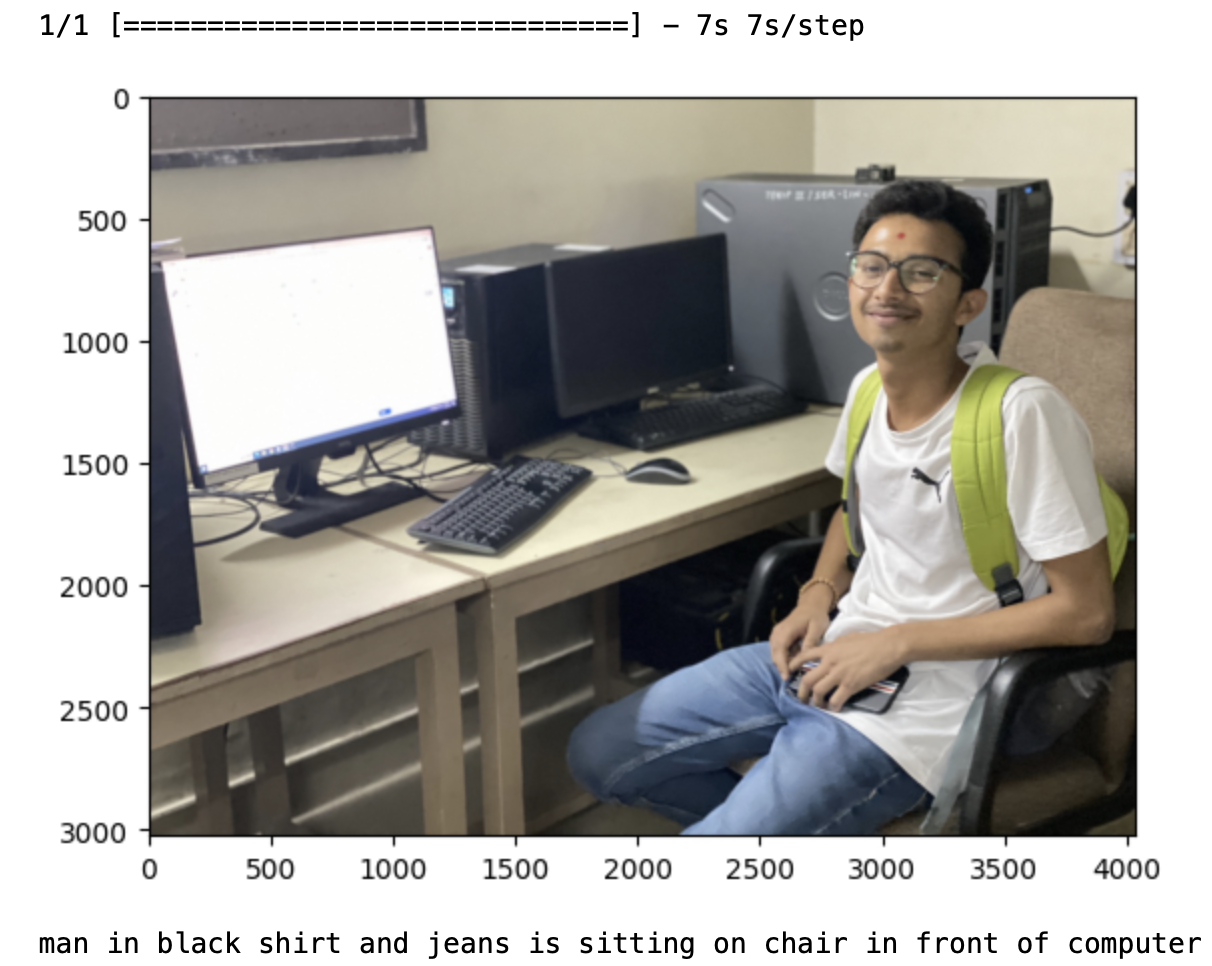 1/1 [==============================] - 7s 7s/step
0
500
1000
1500
2000
2500
3000
0 500 1000 1500 2000 2500 3000 3500 4000
man in black shirt and jeans is sitting on chair in front of computer